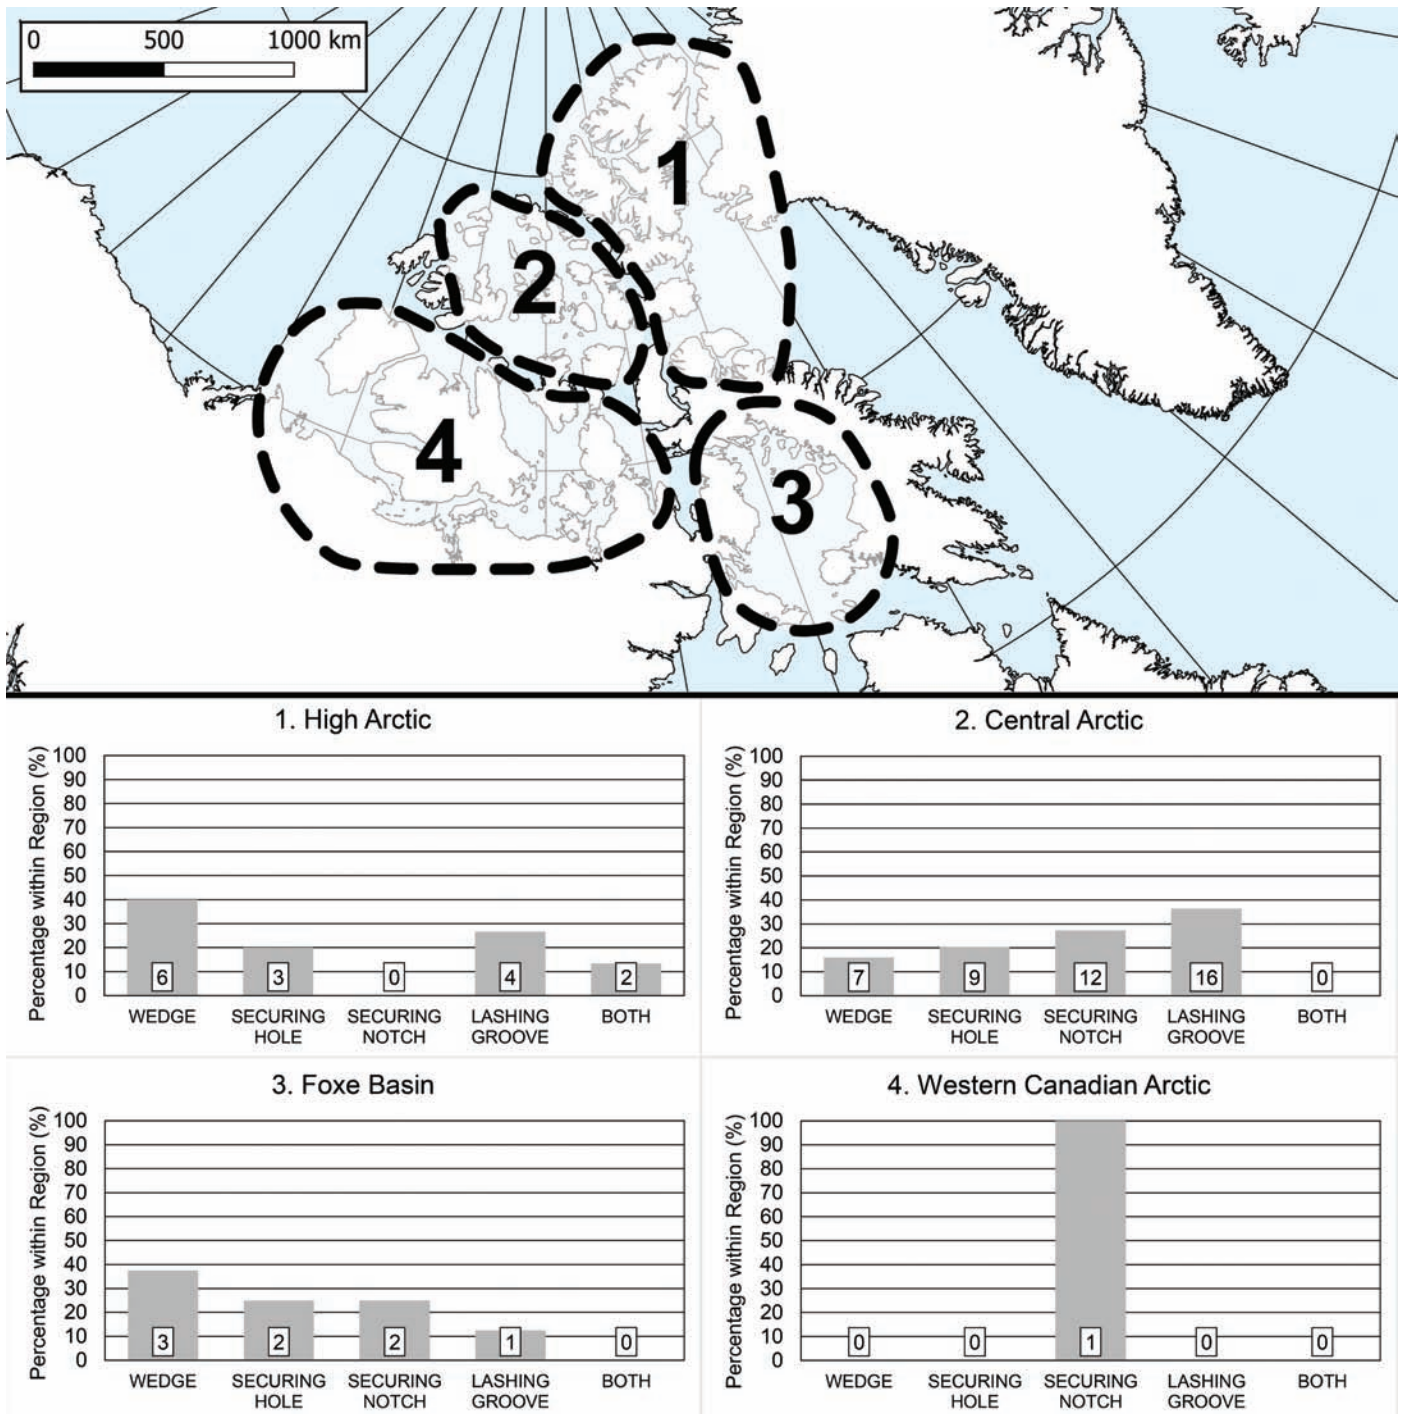 0 500 1000 km
1
2
4
3
1. High Arctic
Percentage within Region (%)
100
90
80
70
60
50
40
30
20
10
0
6 3 0 4 2
WEDGE SECURING SECURING LASHING BOTH
HOLE NOTCH GROOVE
2. Central Arctic
Percentage within Region (%)
100
90
80
70
60
50
40
30
20
10
0
7 9 12 16 0
WEDGE SECURING SECURING LASHING BOTH
HOLE NOTCH GROOVE
3. Foxe Basin
Percentage within Region (%)
100
90
80
70
60
50
40
30
20
10
0
3 2 2 1 0
WEDGE SECURING SECURING LASHING BOTH
HOLE NOTCH GROOVE
4. Western Canadian Arctic
Percentage within Region (%)
100
90
80
70
60
50
40
30
20
10
0
0 0 1 0 0
WEDGE SECURING SECURING LASHING BOTH
HOLE NOTCH GROOVE